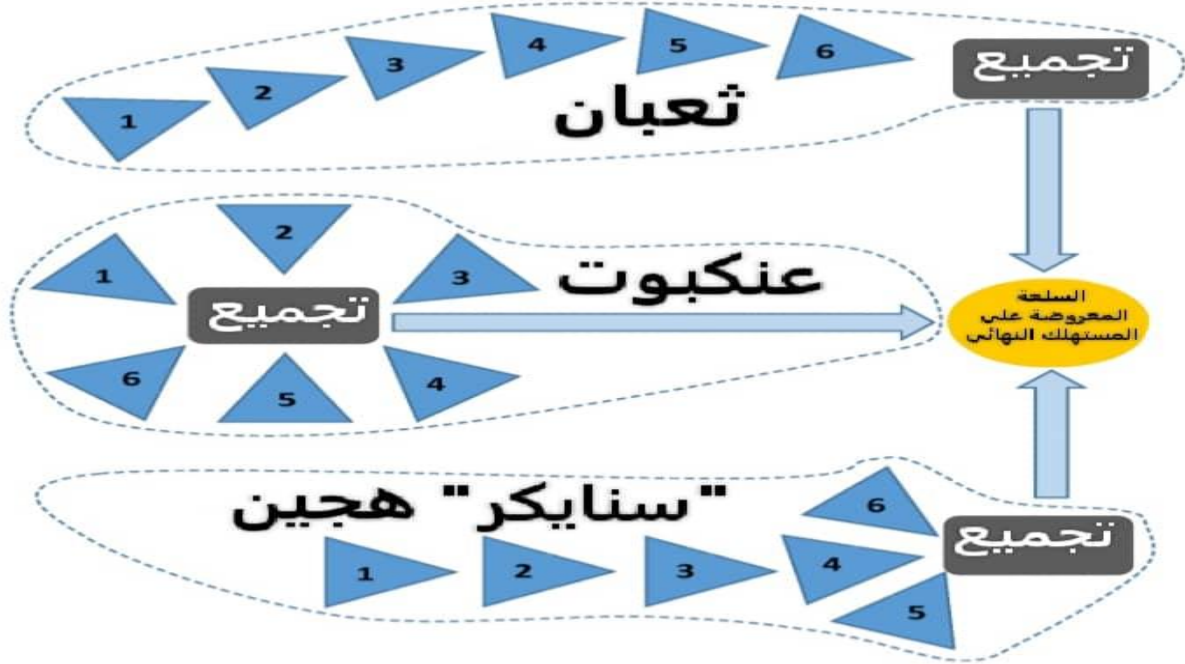 1
2
3
4
5
6
تجميع
ثعبان
1
2
3
4
5
6
تجميع
عنكبوت
السلعة
المعروضة على
المستهلك النهائي
"سنايكر" هجين
1
2
3
4
5
6
تجميع